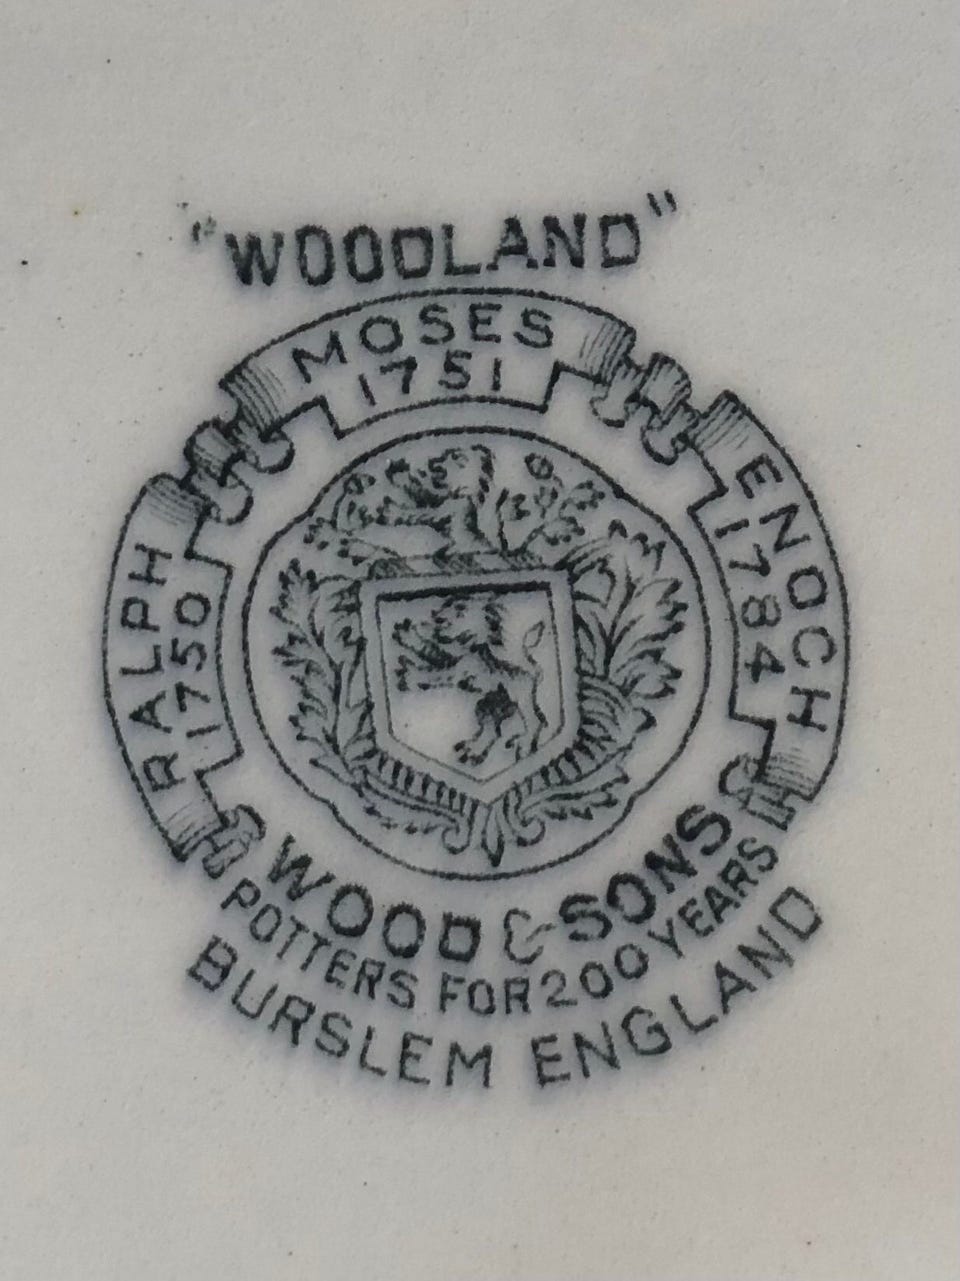 "WOODLAND"
MOSES
1751
RALPH
1750
ENOCH
1784
WOOD & SONS
POTTERS FOR 200 YEARS
BURSLEM ENGLAND